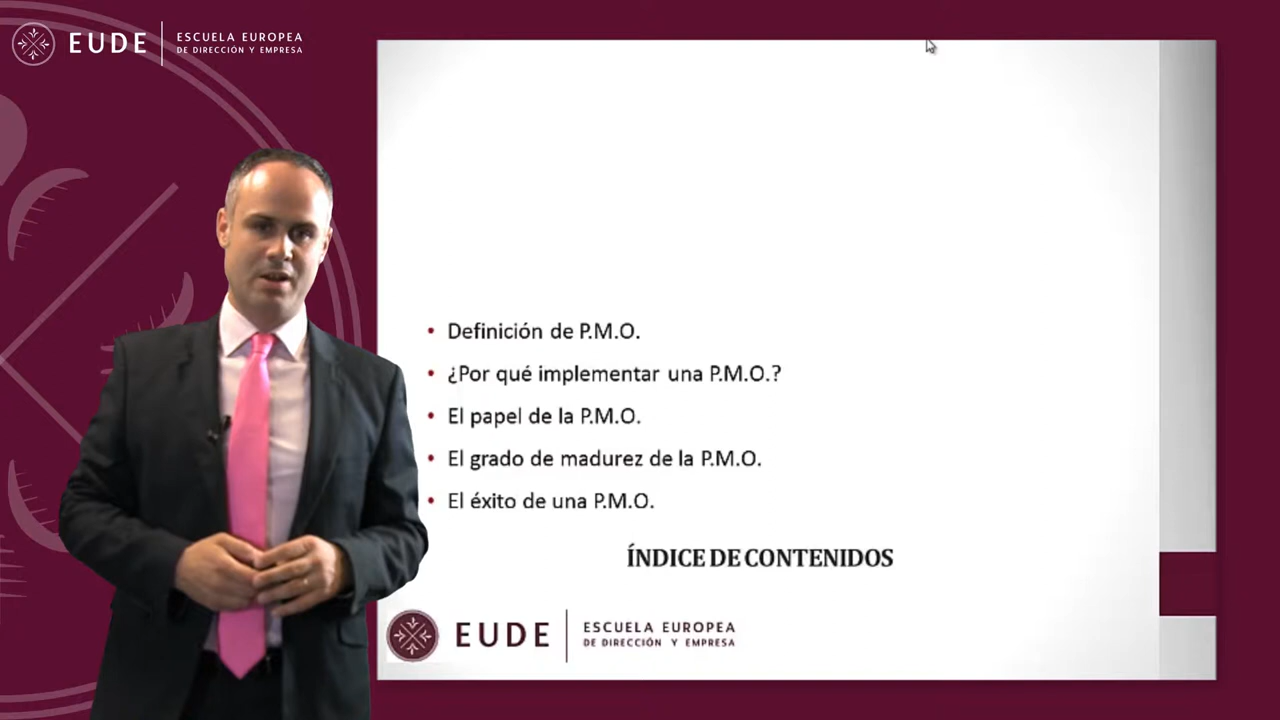 EUDE
ESCUELA EUROPEA
DE DIRECCIÓN Y EMPRESA
• Definición de P.M.O.
• ¿Por qué implementar una P.M.O.?
• El papel de la P.M.O.
• El grado de madurez de la P.M.O.
• El éxito de una P.M.O.
ÍNDICE DE CONTENIDOS
EUDE
ESCUELA EUROPEA
DE DIRECCIÓN Y EMPRESA